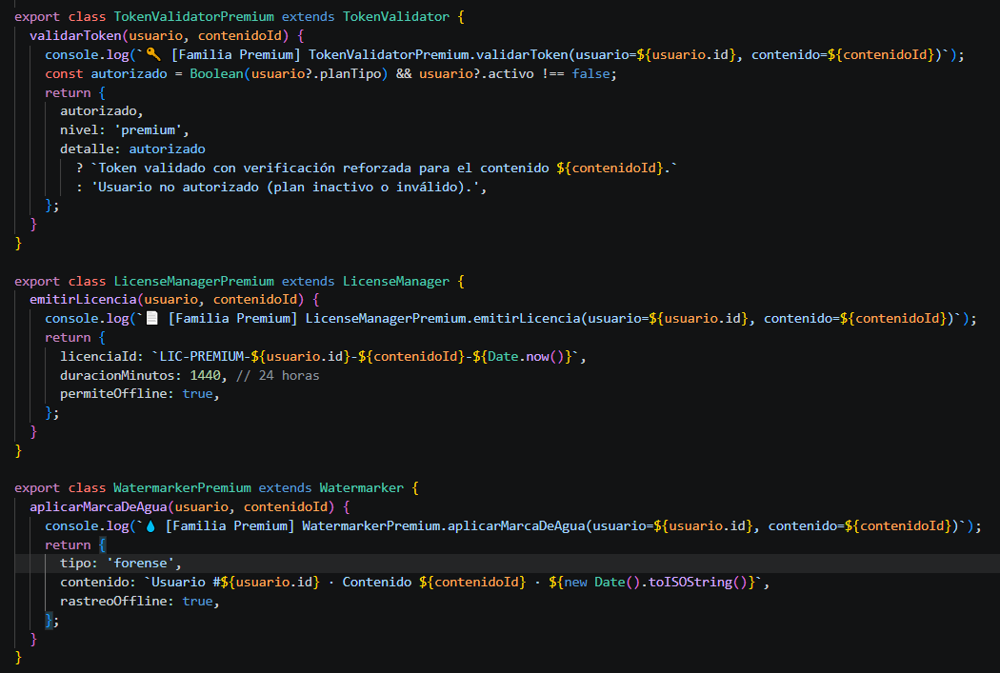 export class TokenValidatorPremium extends TokenValidator {
  validarToken(usuario, contenidoId) {
    console.log(`🔑 [Familia Premium] TokenValidatorPremium.validarToken(usuario=${usuario.id}, contenido=${contenidoId})`);
    const autorizado = Boolean(usuario?.planTipo) && usuario?.activo !== false;
    return {
      autorizado,
      nivel: 'premium',
      detalle: autorizado
        ? `Token validado con verificación reforzada para el contenido ${contenidoId}.`
        : 'Usuario no autorizado (plan inactivo o inválido).',
    };
  }
}

export class LicenseManagerPremium extends LicenseManager {
  emitirLicencia(usuario, contenidoId) {
    console.log(`📄 [Familia Premium] LicenseManagerPremium.emitirLicencia(usuario=${usuario.id}, contenido=${contenidoId})`);
    return {
      licenciaId: `LIC-PREMIUM-${usuario.id}-${contenidoId}-${Date.now()}`,
      duracionMinutos: 1440, // 24 horas
      permiteOffline: true,
    };
  }
}

export class WatermarkerPremium extends Watermarker {
  aplicarMarcaDeAgua(usuario, contenidoId) {
    console.log(`💧 [Familia Premium] WatermarkerPremium.aplicarMarcaDeAgua(usuario=${usuario.id}, contenido=${contenidoId})`);
    return {
      tipo: 'forense',
      contenido: `Usuario #${usuario.id} · Contenido ${contenidoId} · ${new Date().toISOString()}`,
      rastreoOffline: true,
    };
  }
}